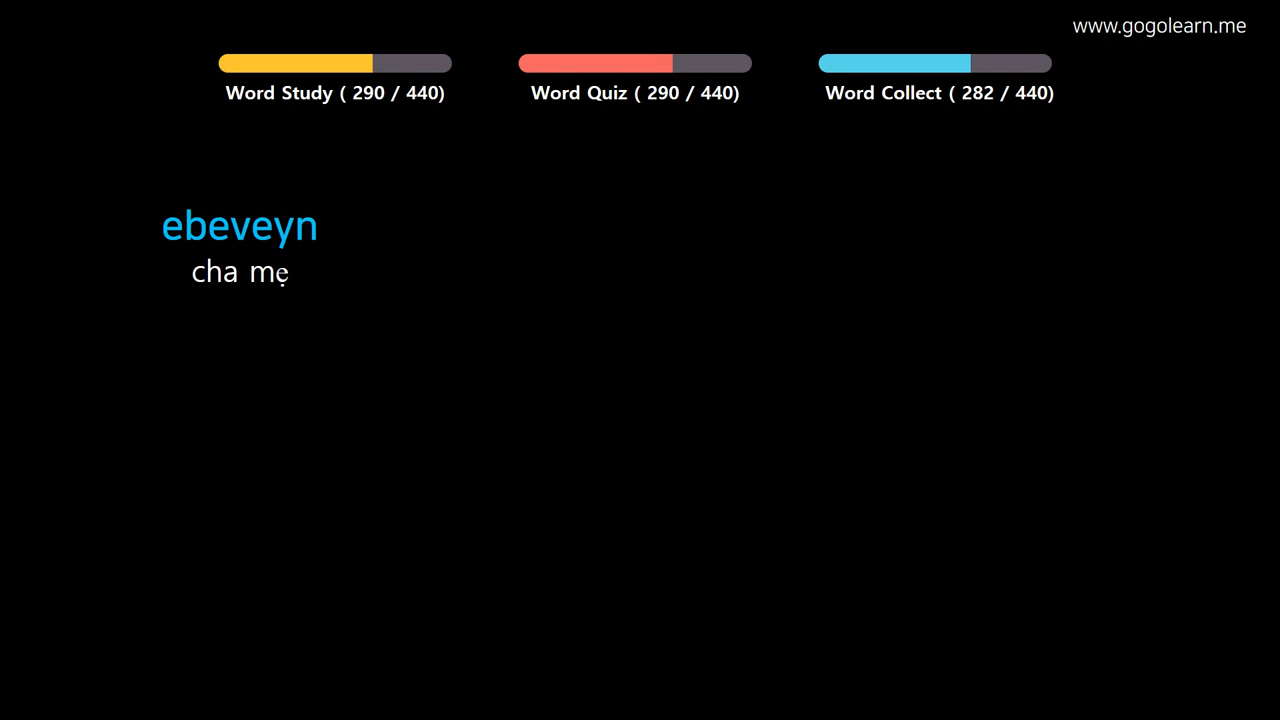 www.gogolearn.me
Word Study ( 290 / 440)
Word Quiz ( 290 / 440)
Word Collect ( 282 / 440)
ebeveyn
cha mẹ